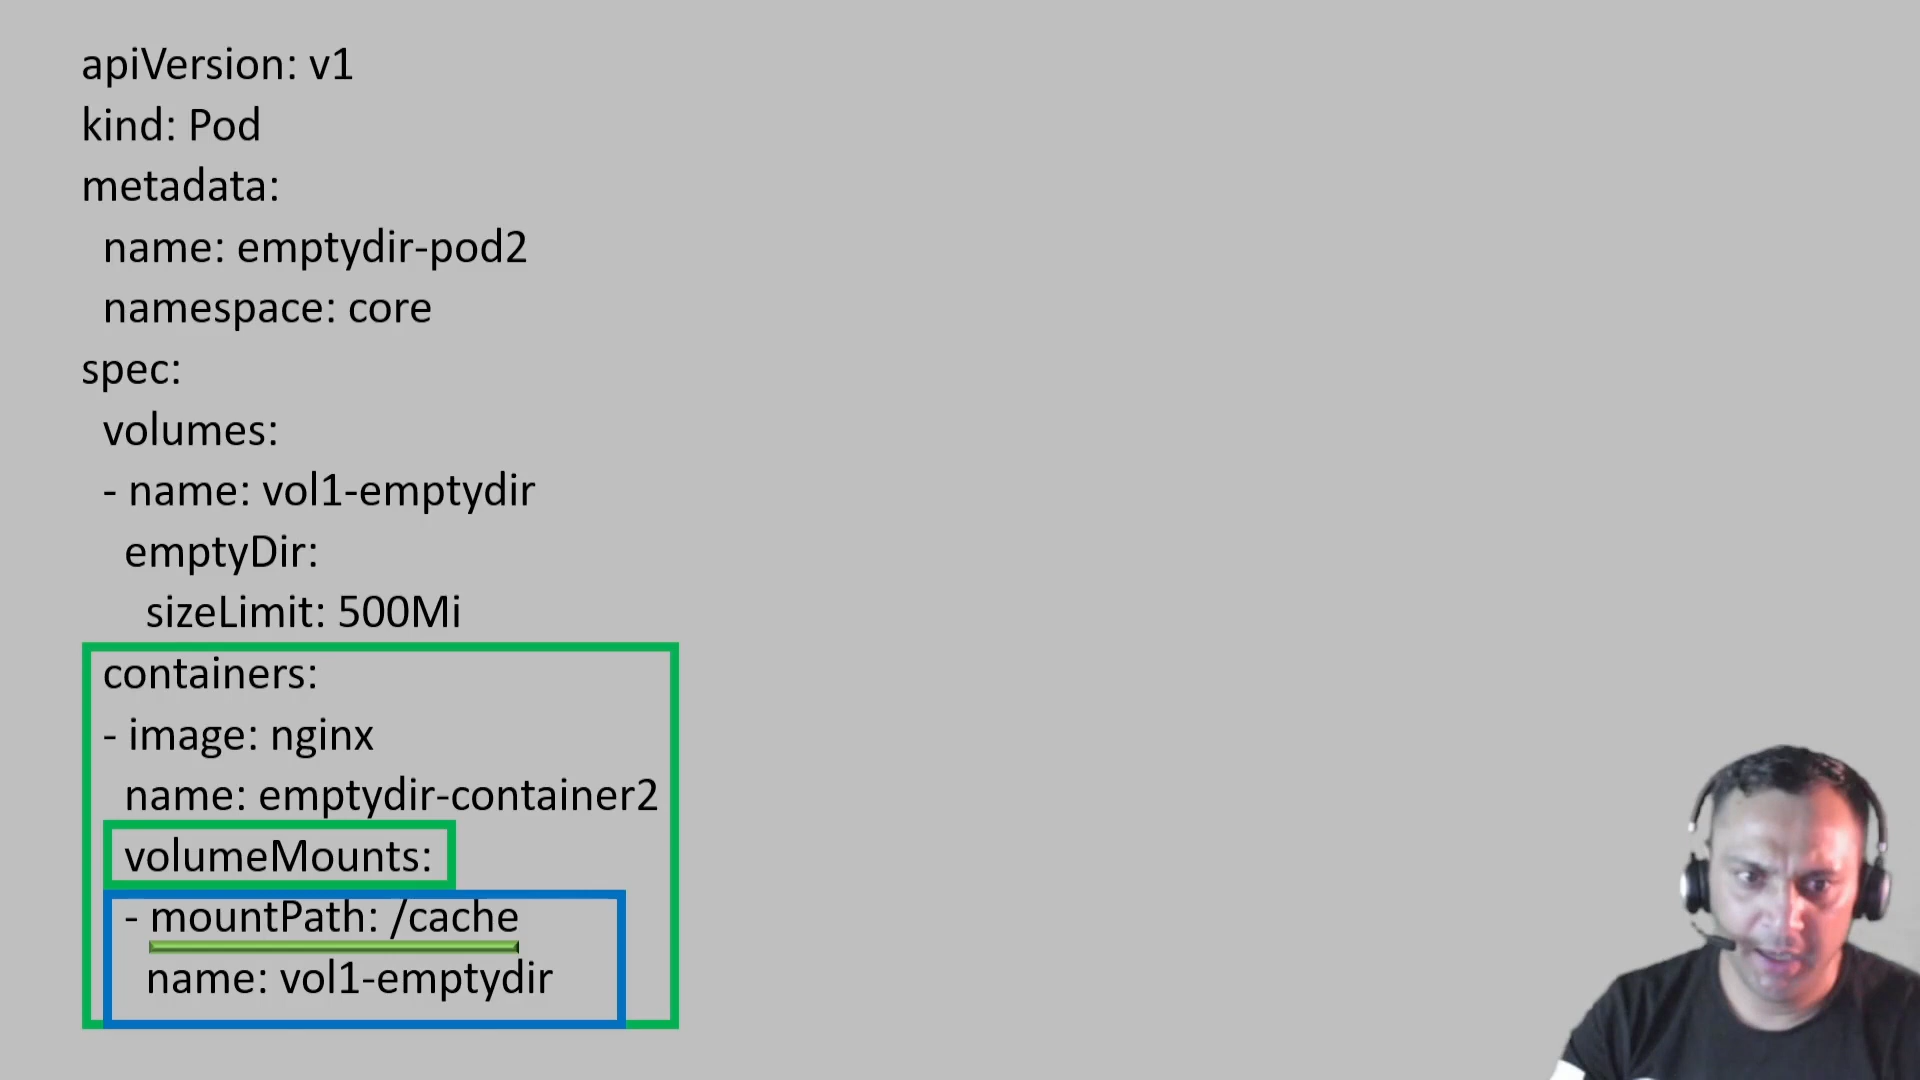 apiVersion: v1
kind: Pod
metadata:
  name: emptydir-pod2
  namespace: core
spec:
  volumes:
  - name: vol1-emptydir
    emptyDir:
      sizeLimit: 500Mi
  containers:
  - image: nginx
    name: emptydir-container2
    volumeMounts:
    - mountPath: /cache
      name: vol1-emptydir